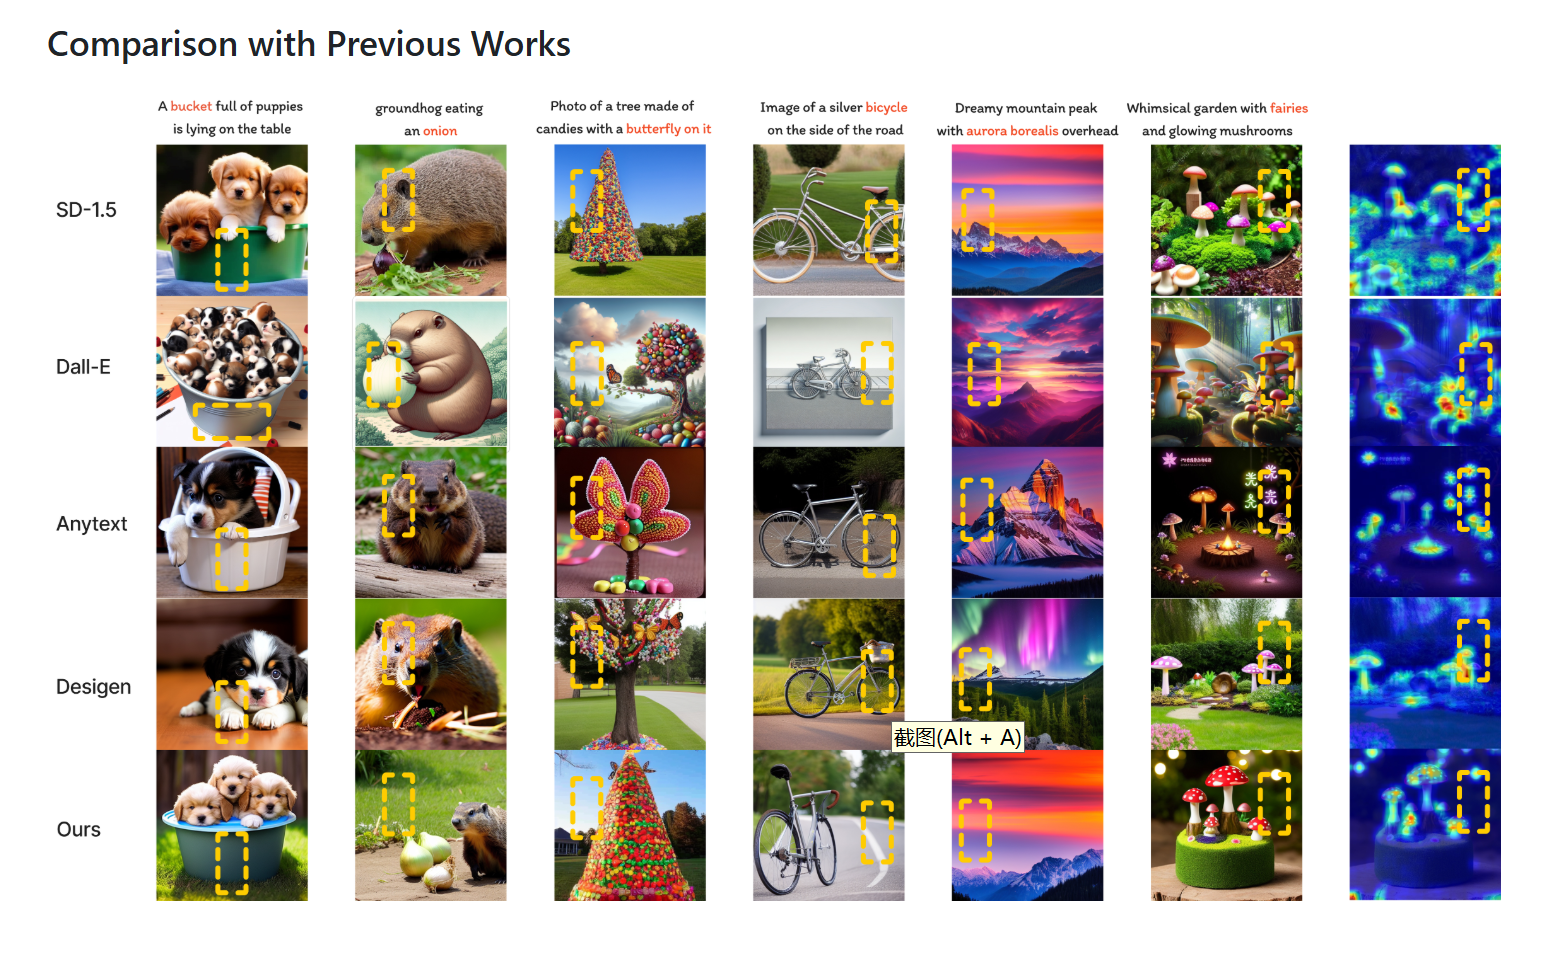 Comparison with Previous Works
A bucket full of puppies
is lying on the table
groundhog eating
an onion
Photo of a tree made of
candies with a butterfly on it
Image of a silver bicycle
on the side of the road
Dreamy mountain peak
with aurora borealis overhead
Whimsical garden with fairies
and glowing mushrooms
SD-1.5
Dall-E
Anytext
Desigen
截图(Alt + A)
Ours